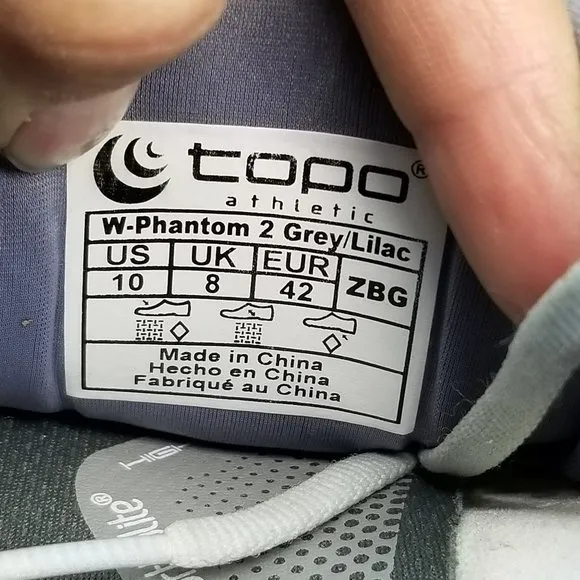 topo®
athletic
W-Phantom 2 Grey/Lilac
US UK EUR ZBG
10 8 42
Made in China
Hecho en China
Fabriqué au China